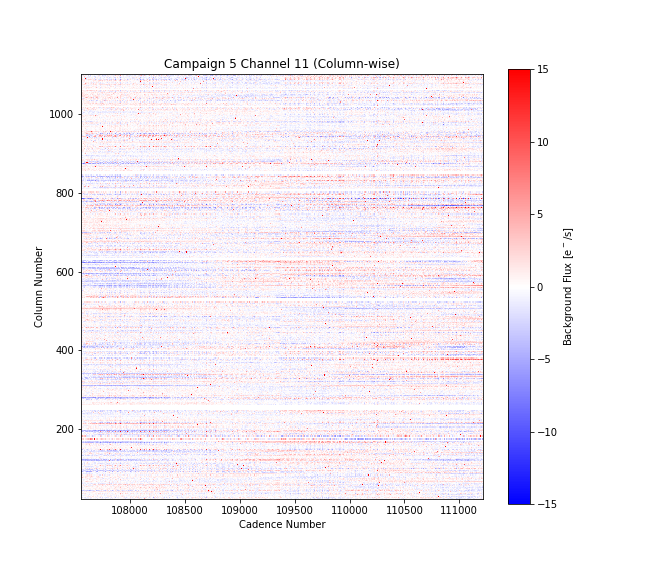 Campaign 5 Channel 11 (Column-wise)
1000
800
600
400
200
Column Number
108000 108500 109000 109500 110000 110500 111000
Cadence Number
15
10
5
0
−5
−10
−15
Background Flux [e⁻/s]